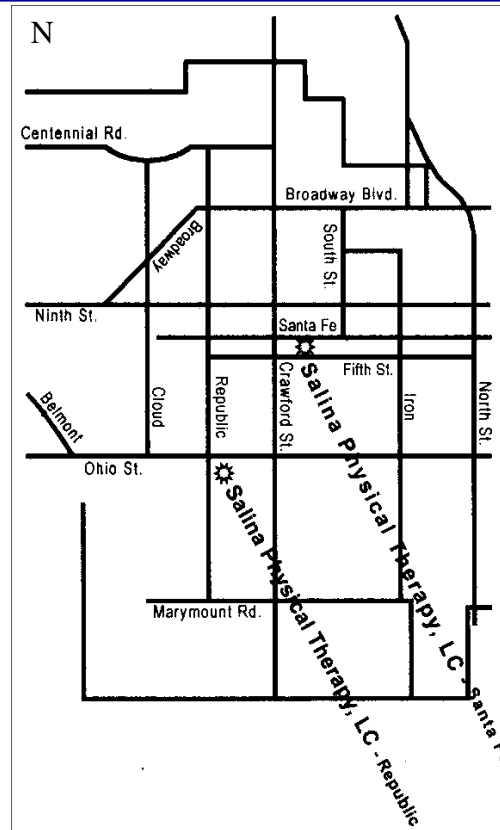 N
Centennial Rd.
Broadway Blvd.
Broadway
South St.
Ninth St.
Santa Fe
Fifth St.
Belmont
Cloud
Republic
Crawford St.
Iron
North St.
Ohio St.
Salina Physical Therapy, LC - Santa
Salina Physical Therapy, LC - Republic
Marymount Rd.